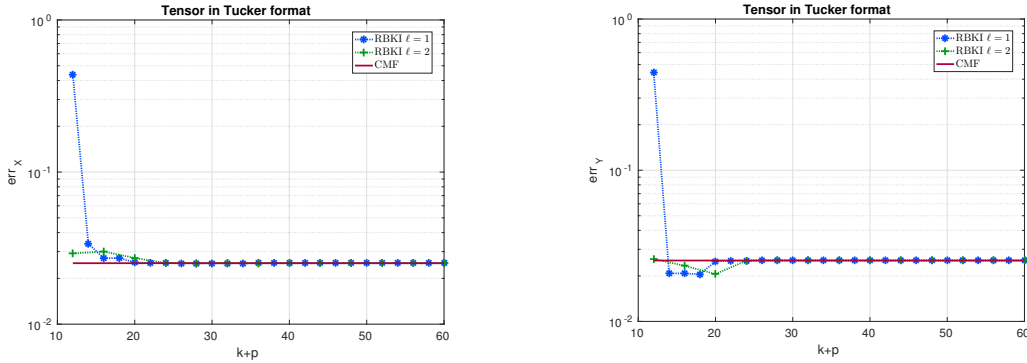 Tensor in Tucker format
RBKI ℓ = 1
RBKI ℓ = 2
CMF
10^0
10^-1
10^-2
err_X
10 20 30 40 50 60
k+p
Tensor in Tucker format
RBKI ℓ = 1
RBKI ℓ = 2
CMF
10^0
10^-1
10^-2
err_Y
10 20 30 40 50 60
k+p